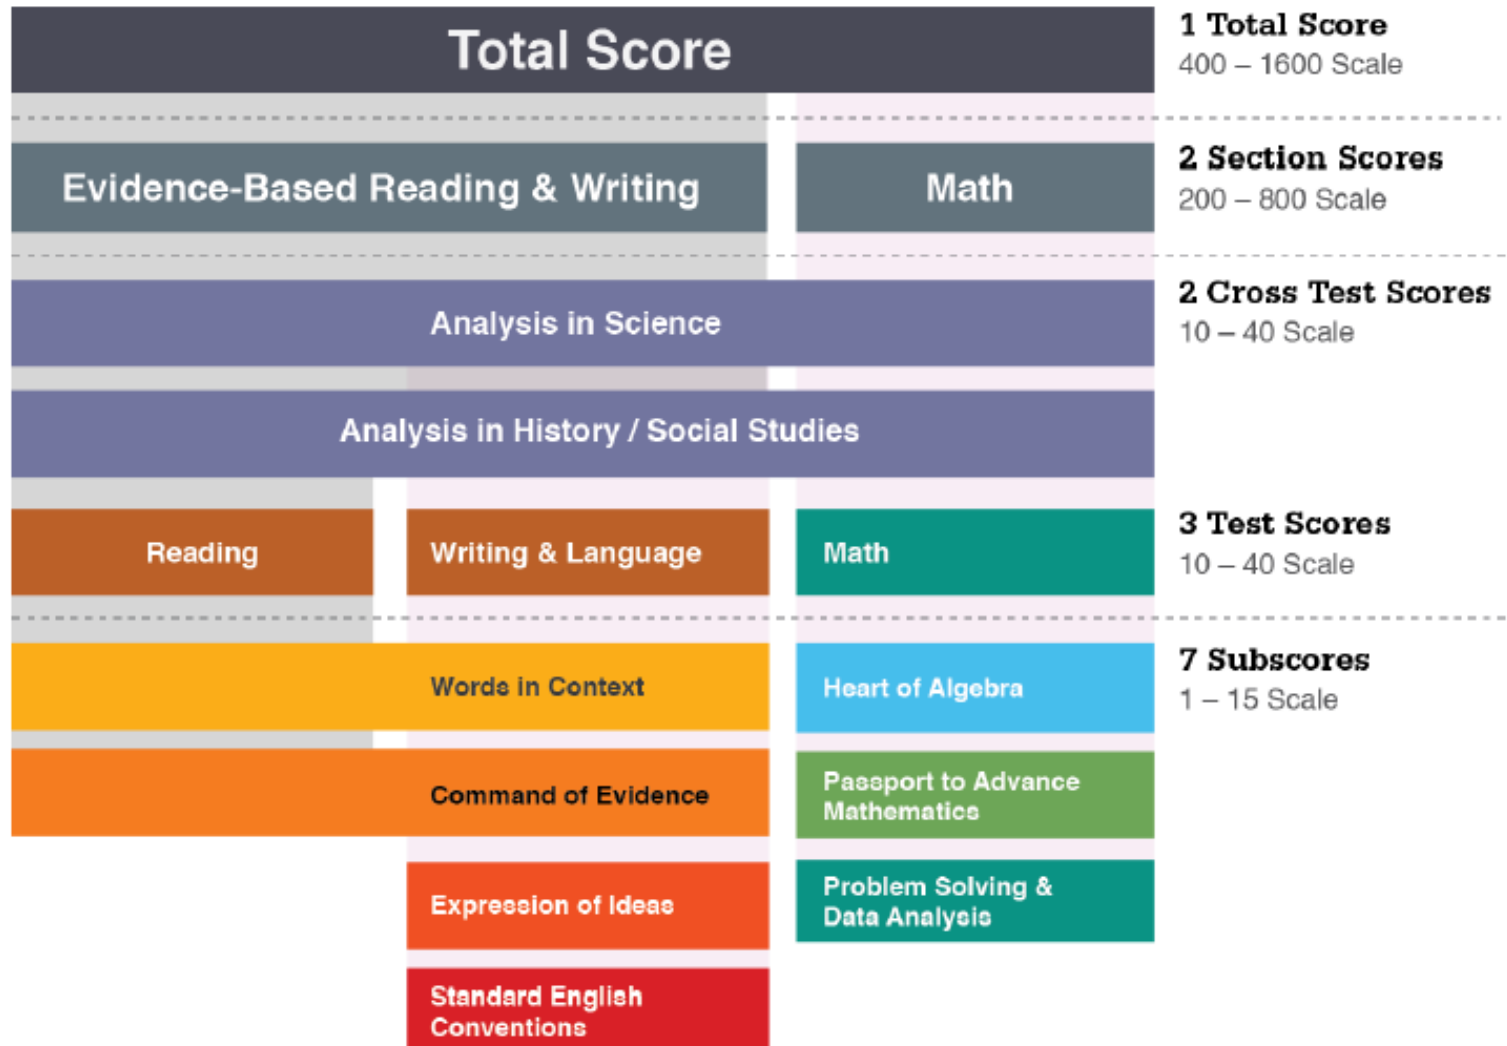 Total Score
1 Total Score
400 – 1600 Scale
Evidence-Based Reading & Writing
Math
2 Section Scores
200 – 800 Scale
Analysis in Science
2 Cross Test Scores
10 – 40 Scale
Analysis in History / Social Studies
Reading
Writing & Language
Math
3 Test Scores
10 – 40 Scale
Words in Context
Heart of Algebra
7 Subscores
1 – 15 Scale
Command of Evidence
Passport to Advance
Mathematics
Expression of Ideas
Problem Solving &
Data Analysis
Standard English
Conventions